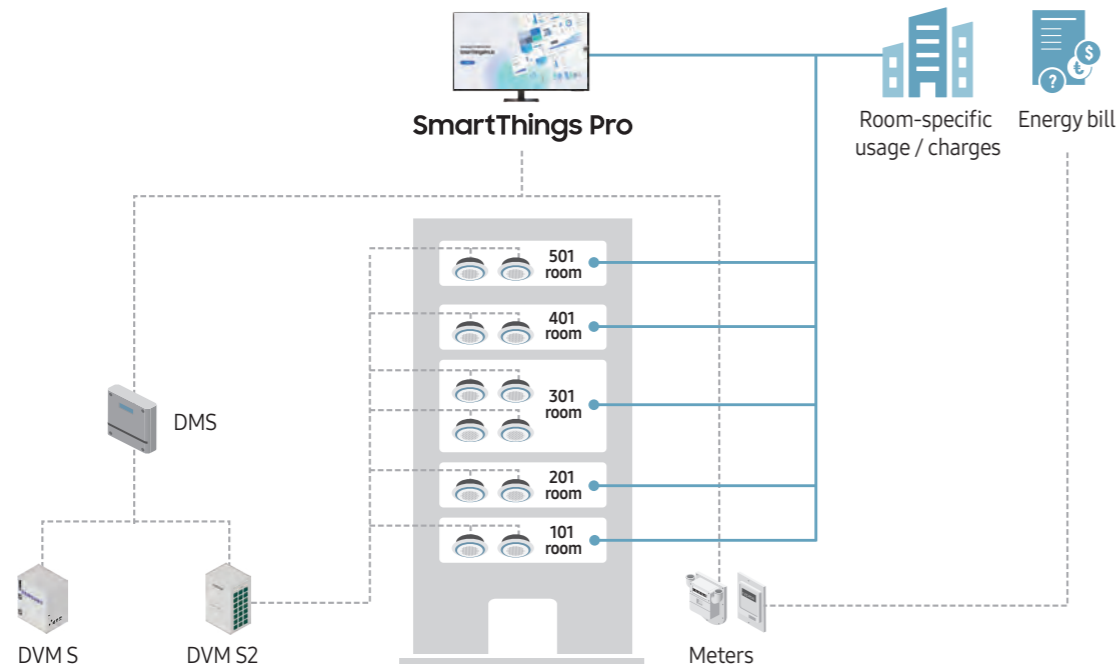 SmartThings Pro
Room-specific
usage / charges
Energy bill
501
room
401
room
301
room
201
room
101
room
DMS
DVM S
DVM S2
Meters